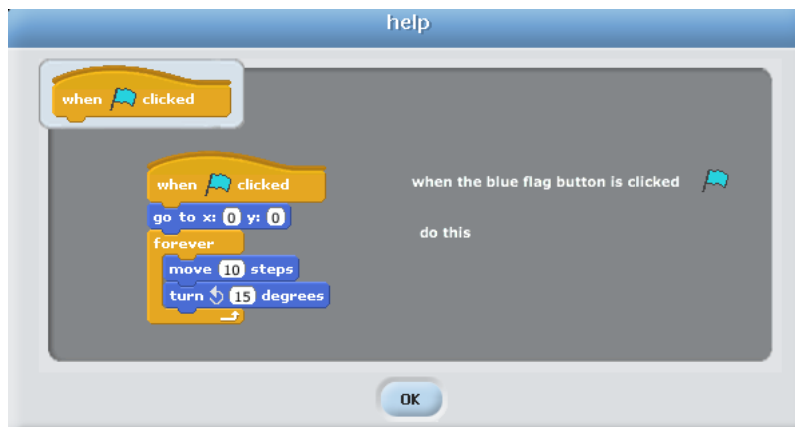 help
when clicked
when clicked
go to x: 0 y: 0
forever
move 10 steps
turn 15 degrees
when the blue flag button is clicked
do this
OK